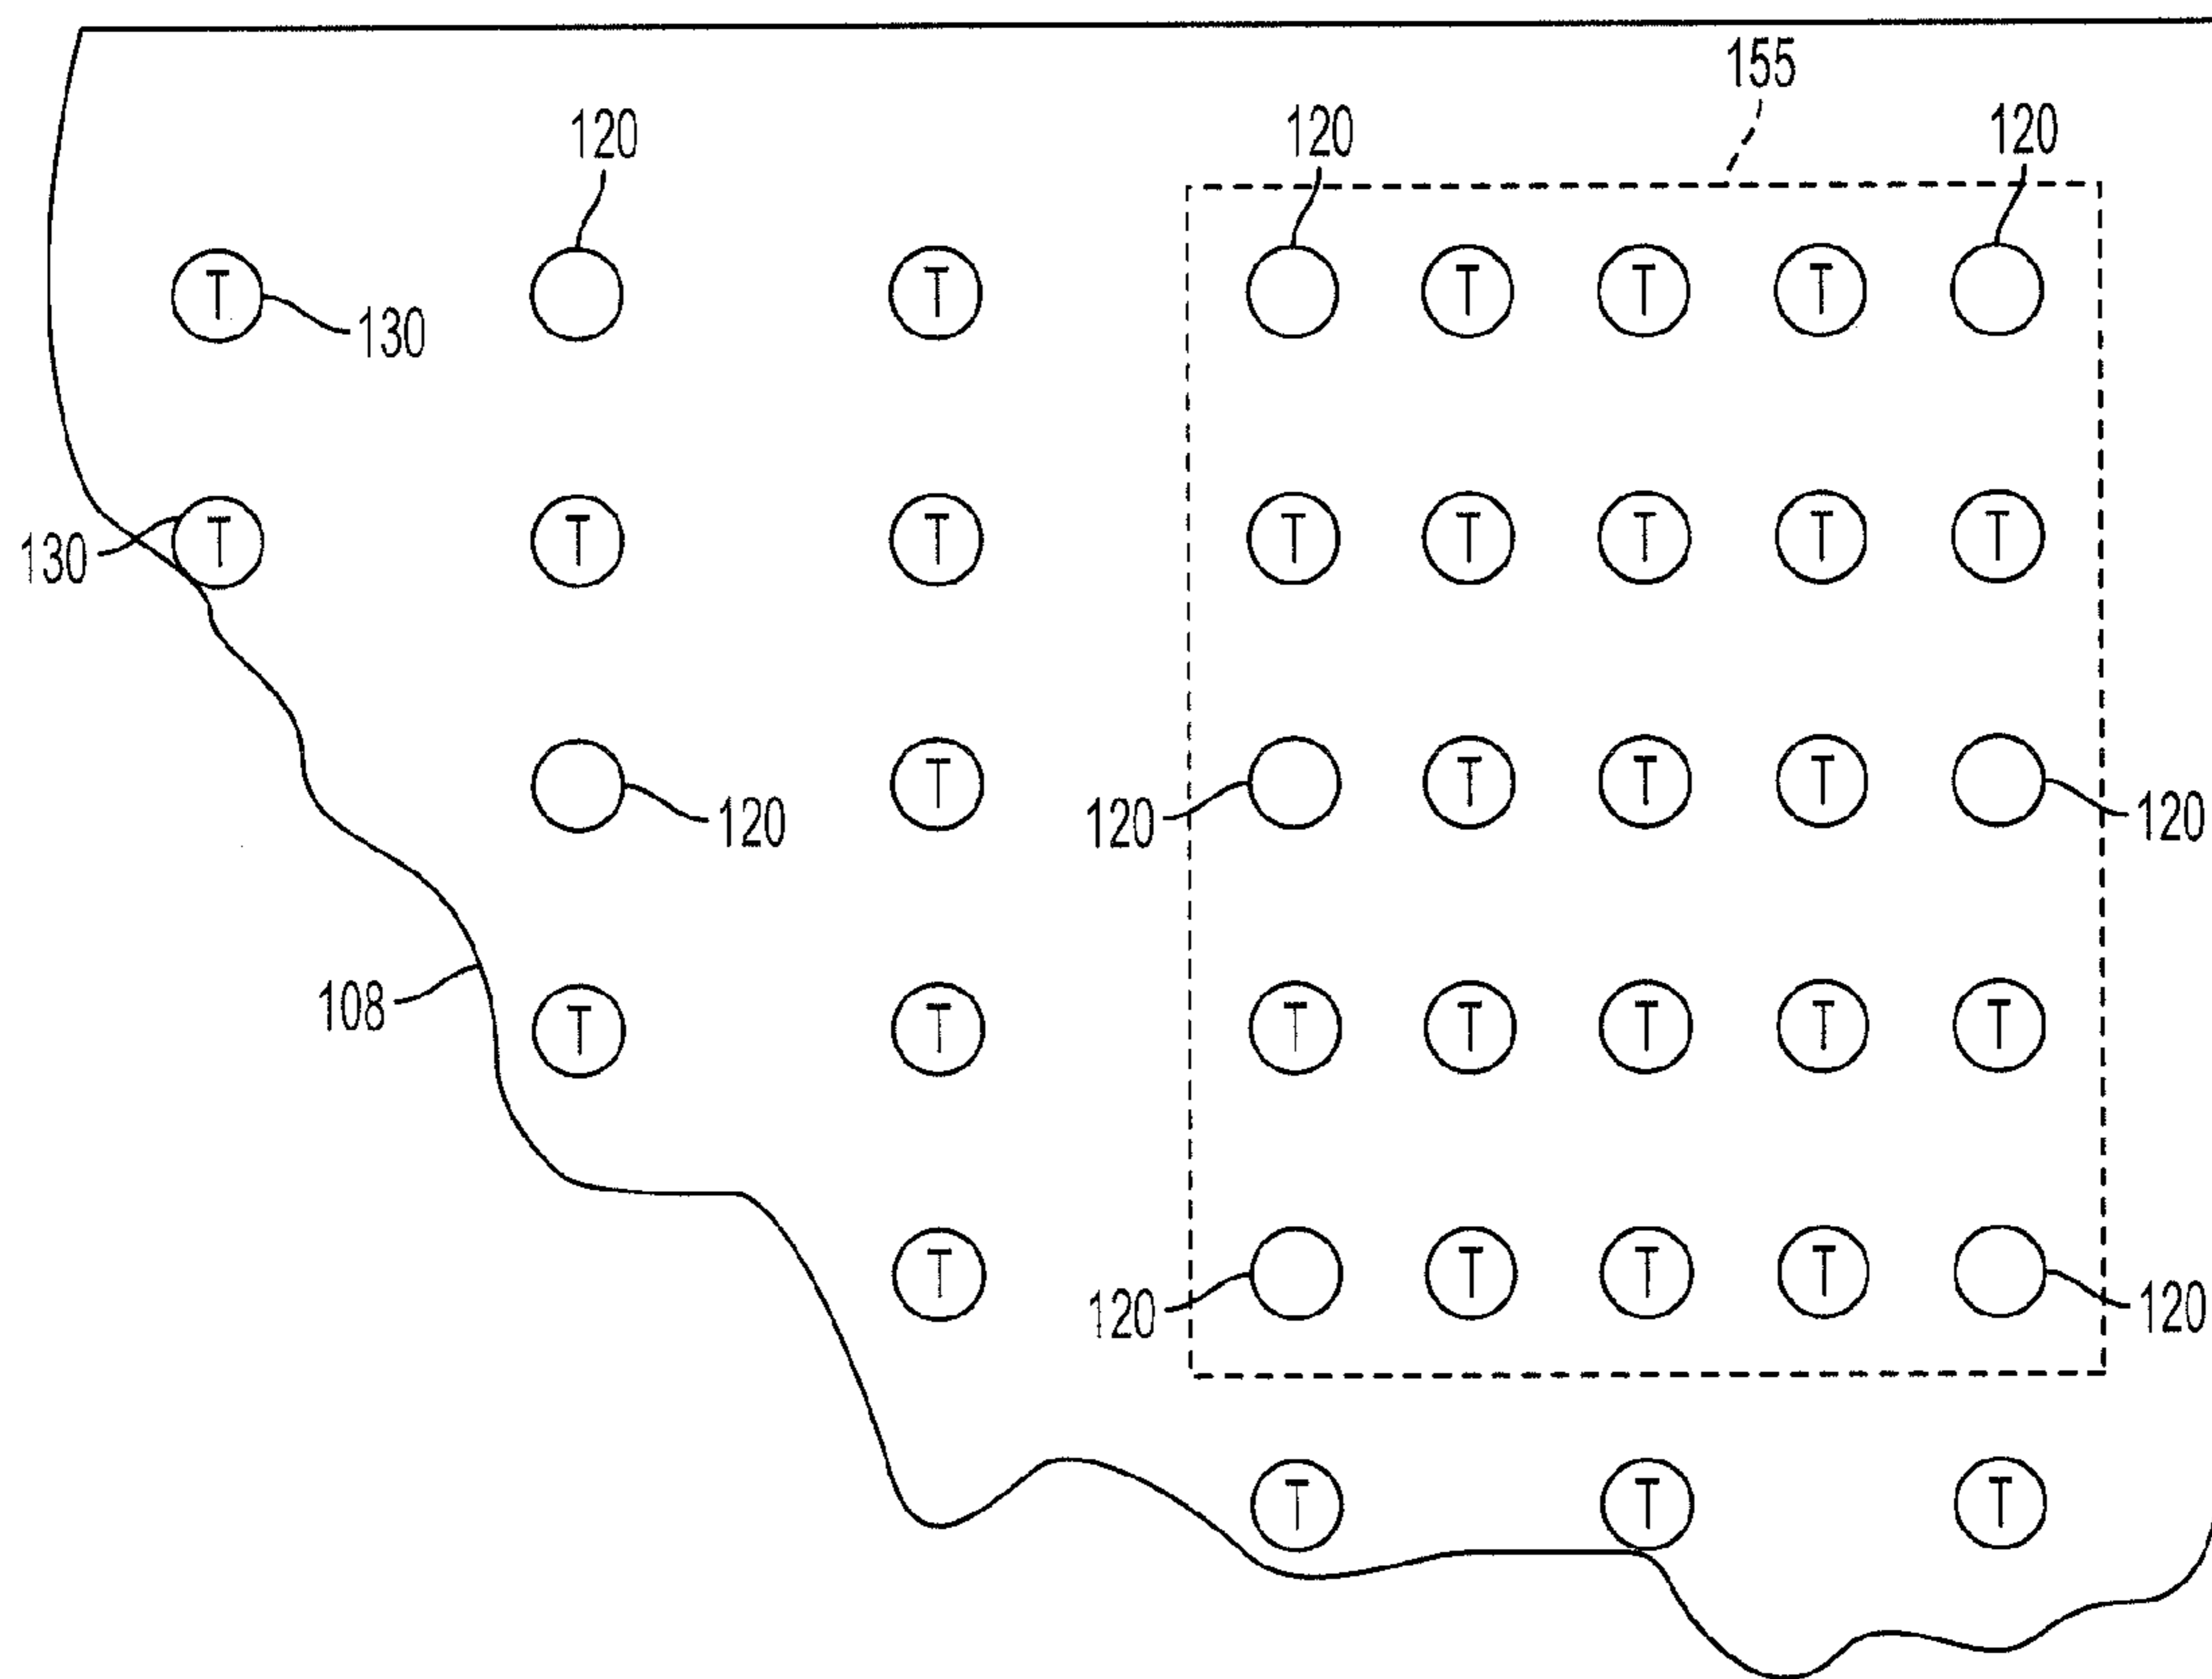 155
120 120 120
T T T T T
130
T T T T T T T T
130
T T T T
120 120 120
T T T T T T T
108
T T T T
120 120
T T T